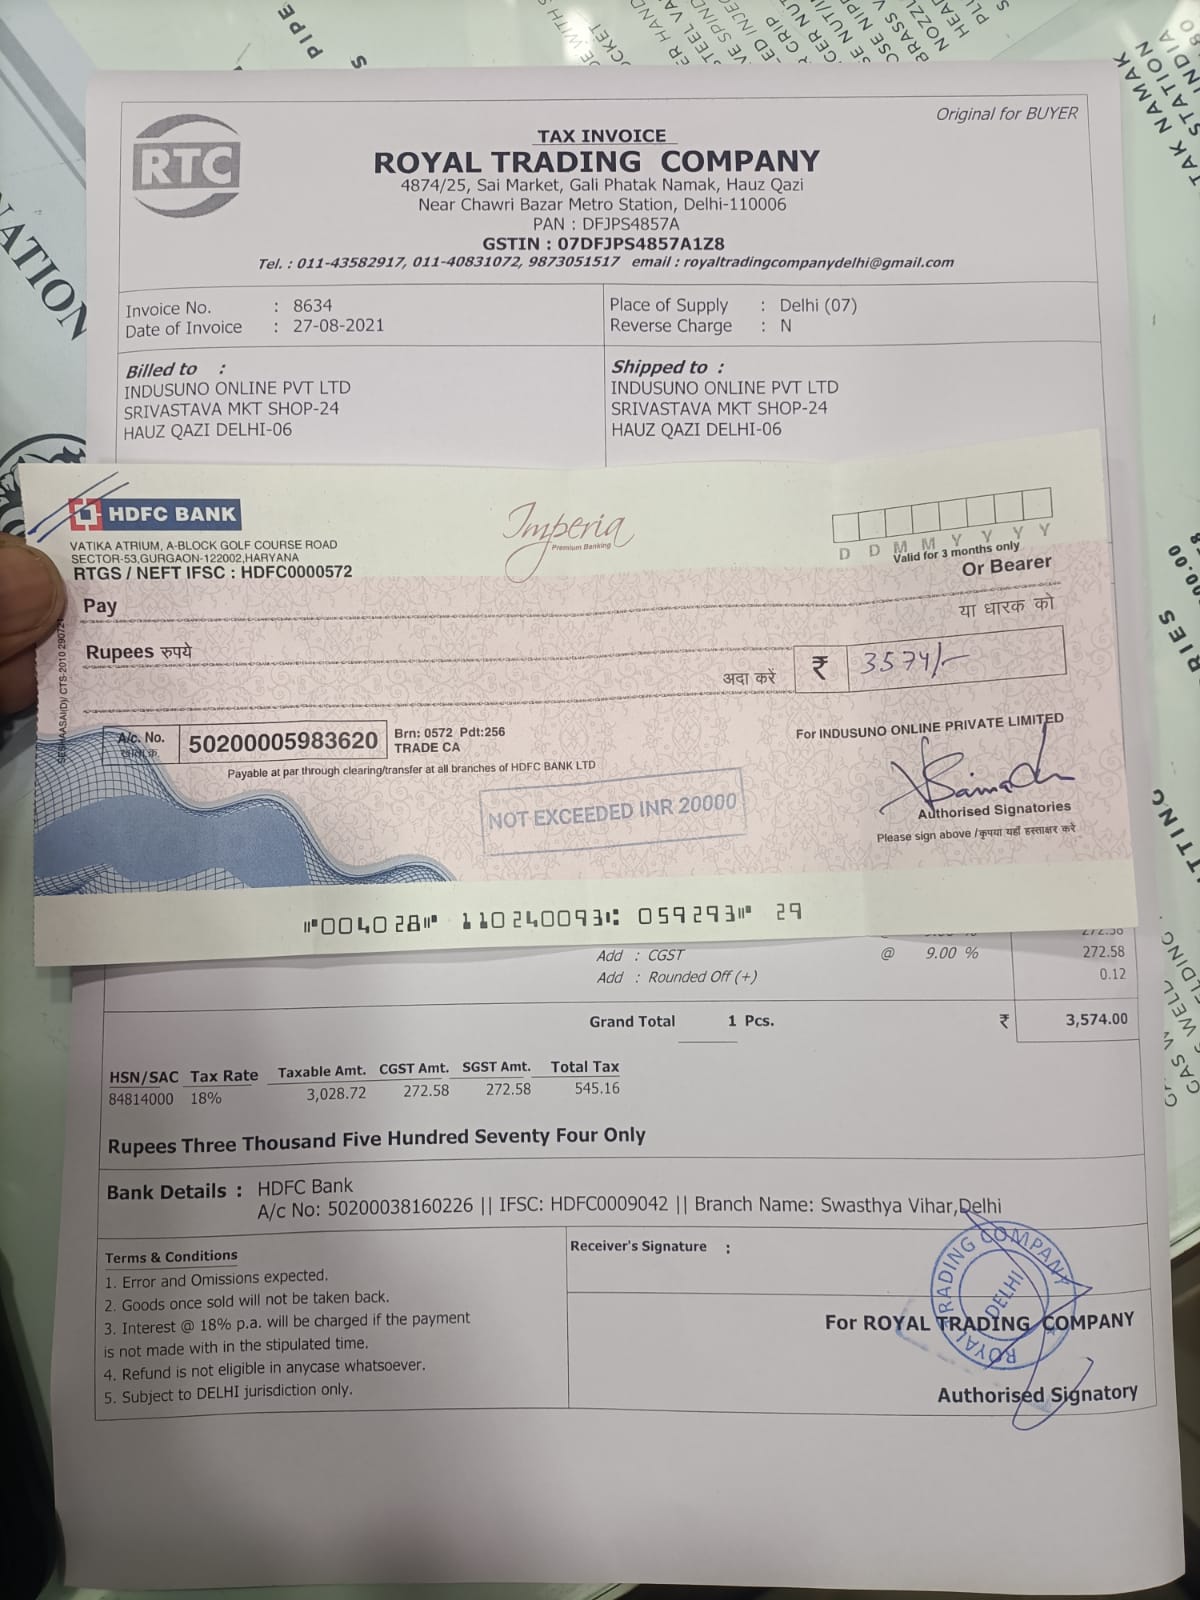 Original for BUYER
RTC
TAX INVOICE
ROYAL TRADING COMPANY
4874/25, Sai Market, Gali Phatak Namak, Hauz Qazi
Near Chawri Bazar Metro Station, Delhi-110006
PAN : DFJPS4857A
GSTIN : 07DFJPS4857A1Z8
Tel. : 011-43582917, 011-40831072, 9873051517 email : royaltradingcompanydelhi@gmail.com
Invoice No. : 8634
Date of Invoice : 27-08-2021
Place of Supply : Delhi (07)
Reverse Charge : N
Billed to :
INDUSUNO ONLINE PVT LTD
SRIVASTAVA MKT SHOP-24
HAUZ QAZI DELHI-06
Shipped to :
INDUSUNO ONLINE PVT LTD
SRIVASTAVA MKT SHOP-24
HAUZ QAZI DELHI-06
HDFC BANK
VATIKA ATRIUM, A-BLOCK GOLF COURSE ROAD
SECTOR-53,GURGAON-122002,HARYANA
RTGS / NEFT IFSC : HDFC0000572
Imperia
Premium Banking
D D M M Y Y Y Y
Valid for 3 months only
Pay
Or Bearer
या धारक को
Rupees रुपये
अदा करें
₹ 3574/-
A/c. No.
50200005983620
Brn: 0572 Pdt:256
TRADE CA
Payable at par through clearing/transfer at all branches of HDFC BANK LTD
NOT EXCEEDED INR 20000
For INDUSUNO ONLINE PRIVATE LIMITED
Authorised Signatories
Please sign above / कृपया यहाँ हस्ताक्षर करें
⑈004028⑈ 110240093⑆ 059293⑈ 29
Add : CGST @ 9.00 % 272.58
Add : Rounded Off (+) 0.12
Grand Total 1 Pcs. ₹ 3,574.00
HSN/SAC Tax Rate Taxable Amt. CGST Amt. SGST Amt. Total Tax
84814000 18% 3,028.72 272.58 272.58 545.16
Rupees Three Thousand Five Hundred Seventy Four Only
Bank Details : HDFC Bank
A/c No: 50200038160226 || IFSC: HDFC0009042 || Branch Name: Swasthya Vihar,Delhi
Terms & Conditions
1. Error and Omissions expected.
2. Goods once sold will not be taken back.
3. Interest @ 18% p.a. will be charged if the payment
is not made with in the stipulated time.
4. Refund is not eligible in anycase whatsoever.
5. Subject to DELHI jurisdiction only.
Receiver's Signature :
ROYAL TRADING COMPANY
DELHI
For ROYAL TRADING COMPANY
Authorised Signatory